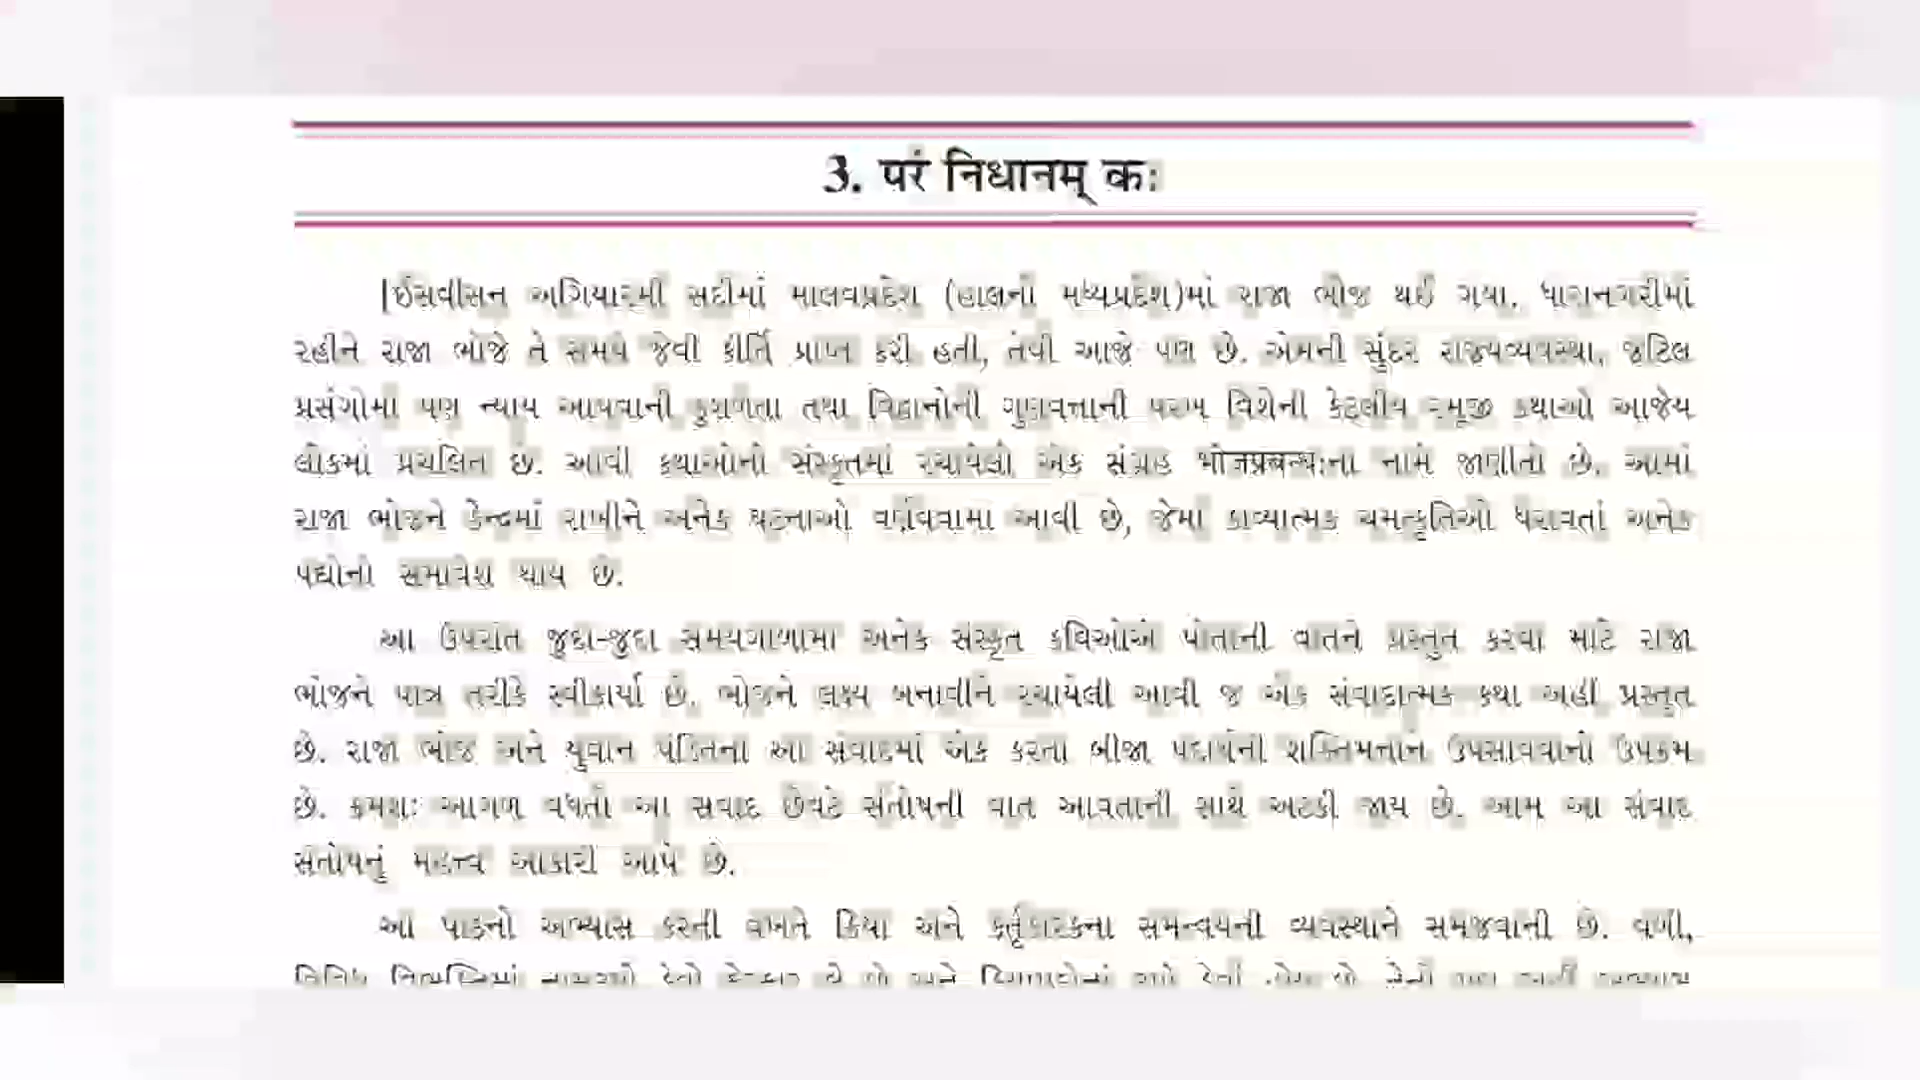 3. परं निधानम् कः
[ઈસવીસન અગિયારમી સદીમાં માલવપ્રદેશ (હાલનો મધ્યપ્રદેશ)માં રાજા ભોજ થઈ ગયા. ધારાનગરીમાં
રહીને રાજા ભોજે તે સમયે જેવી કીર્તિ પ્રાપ્ત કરી હતી, તેવી આજે પણ છે. એમની સુંદર રાજ્યવ્યવસ્થા, જટિલ
પ્રસંગોમાં પણ ન્યાય આપવાની કુશળતા તથા વિદ્વાનોની ગુણવત્તાની પરખ વિશેની કેટલીય રમૂજી કથાઓ આજેય
લોકમાં પ્રચલિત છે. આવી કથાઓનો સંસ્કૃતમાં રચાયેલો એક સંગ્રહ भोजप्रबन्धःના નામે જાણીતો છે. આમાં
રાજા ભોજને કેન્દ્રમાં રાખીને અનેક ઘટનાઓ વર્ણવવામાં આવી છે, જેમાં કાવ્યાત્મક ચમત્કૃતિઓ ધરાવતાં અનેક
પદ્યોનો સમાવેશ થાય છે.
આ ઉપરાંત જુદા-જુદા સમયગાળામાં અનેક સંસ્કૃત કવિઓએ પોતાની વાતને પ્રસ્તુત કરવા માટે રાજા
ભોજને પાત્ર તરીકે સ્વીકાર્યા છે. ભોજને લક્ષ્ય બનાવીને રચાયેલી આવી જ એક સંવાદાત્મક કથા અહીં પ્રસ્તુત
છે. રાજા ભોજ અને યુવાન પંડિતના આ સંવાદમાં એક કરતાં બીજા પદાર્થની શક્તિમત્તાને ઉપસાવવાનો ઉપક્રમ
છે. ક્રમશઃ આગળ વધતો આ સંવાદ છેવટે સંતોષની વાત આવતાની સાથે અટકી જાય છે. આમ આ સંવાદ
સંતોષનું મહત્ત્વ આકારી આપે છે.
આ પાઠનો અભ્યાસ કરતી વખતે ક્રિયા અને કર્તૃકારકના સમન્વયની વ્યવસ્થાને સમજવાની છે. વળી,